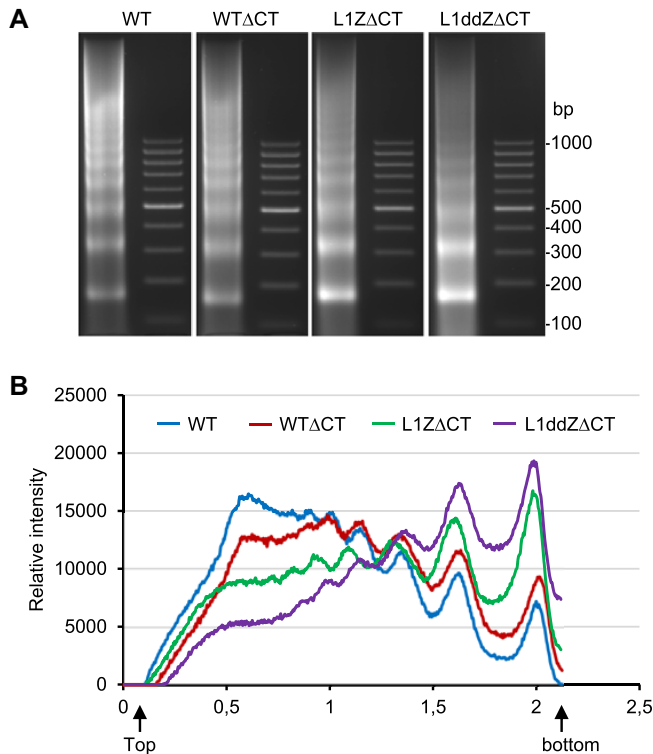 A
WT WTΔCT L1ZΔCT L1ddZΔCT
bp
-1000
-500
-400
-300
-200
-100
B
25000
WT WTΔCT L1ZΔCT L1ddZΔCT
20000
15000
10000
5000
0
Relative intensity
0 0,5 1 1,5 2 2,5
Top bottom